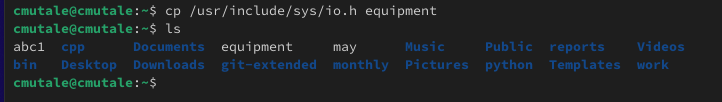 cmutale@cmutale:~$ cp /usr/include/sys/io.h equipment
cmutale@cmutale:~$ ls
abc1 cpp Documents equipment may Music Public reports Videos
bin Desktop Downloads git-extended monthly Pictures python Templates work
cmutale@cmutale:~$